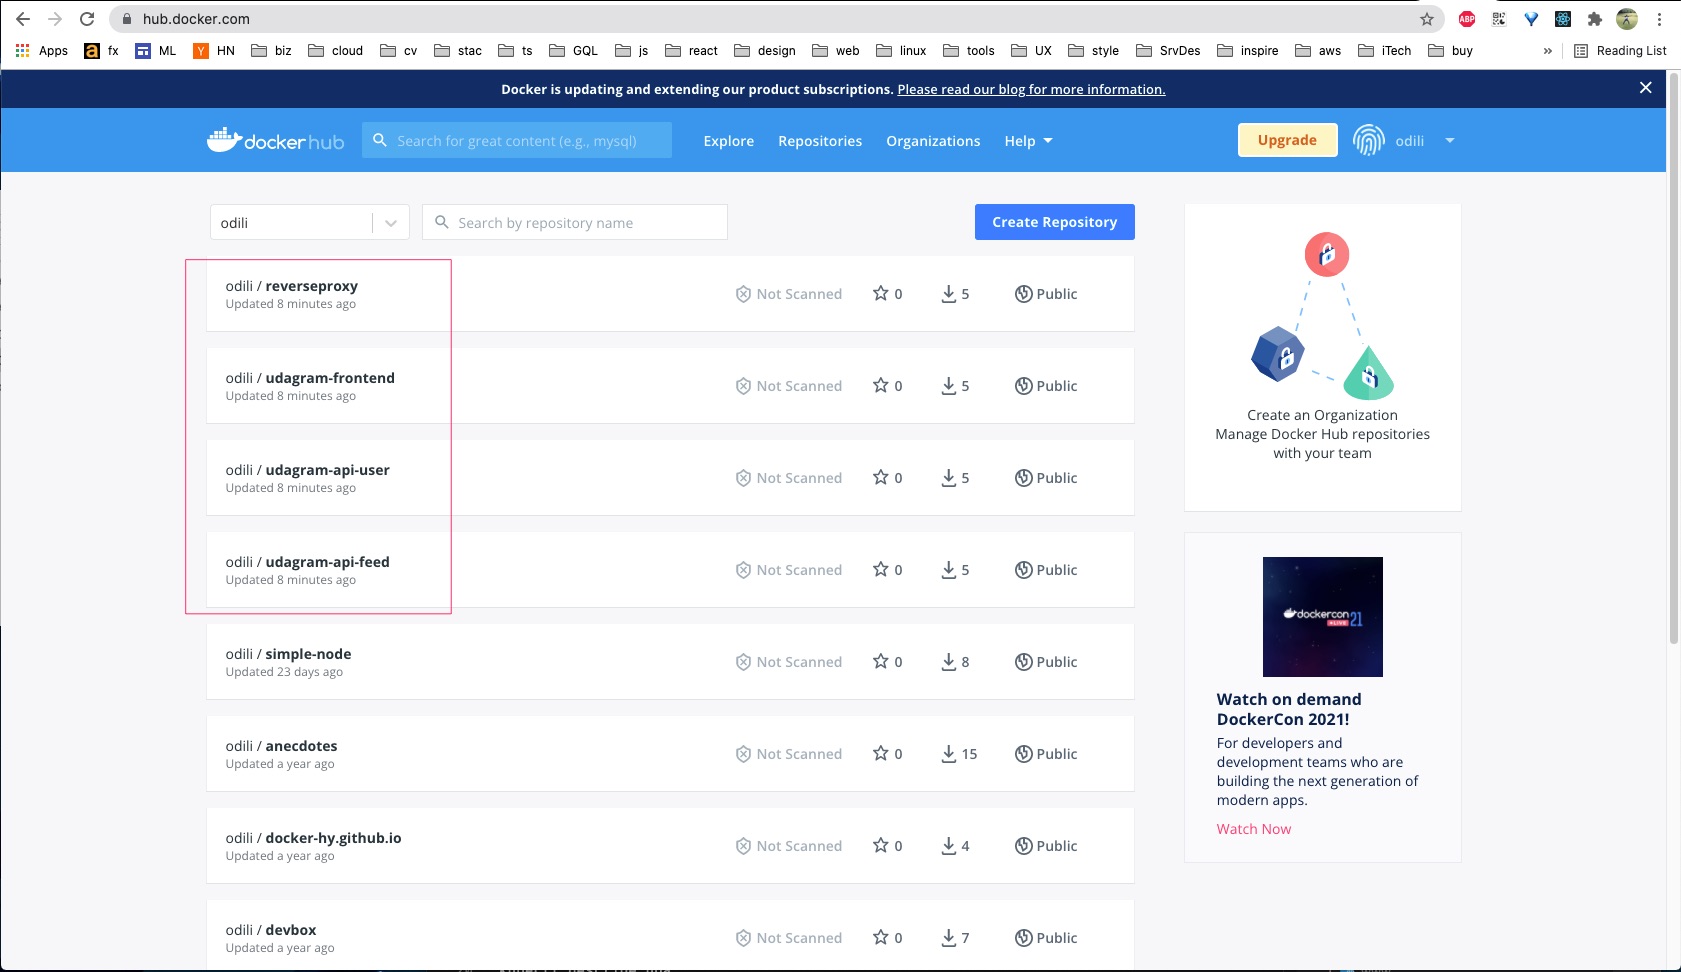 hub.docker.com
ABP
Apps fx ML HN biz cloud cv stac ts GQL js react design web linux tools UX style SrvDes inspire aws iTech buy » Reading List
Docker is updating and extending our product subscriptions. Please read our blog for more information.
docker hub Search for great content (e.g., mysql) Explore Repositories Organizations Help Upgrade odili
odili Search by repository name Create Repository
odili / reverseproxy
Updated 8 minutes ago
Not Scanned 0 5 Public
odili / udagram-frontend
Updated 8 minutes ago
Not Scanned 0 5 Public
odili / udagram-api-user
Updated 8 minutes ago
Not Scanned 0 5 Public
odili / udagram-api-feed
Updated 8 minutes ago
Not Scanned 0 5 Public
odili / simple-node
Updated 23 days ago
Not Scanned 0 8 Public
odili / anecdotes
Updated a year ago
Not Scanned 0 15 Public
odili / docker-hy.github.io
Updated a year ago
Not Scanned 0 4 Public
odili / devbox
Updated a year ago
Not Scanned 0 7 Public
Create an Organization
Manage Docker Hub repositories
with your team
dockercon 21
LIVE
Watch on demand
DockerCon 2021!
For developers and
development teams who are
building the next generation of
modern apps.
Watch Now